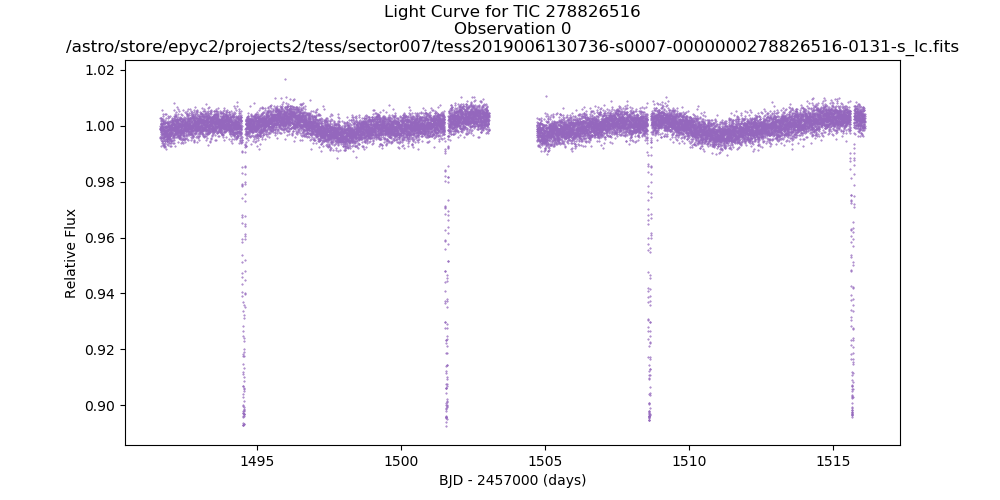 Light Curve for TIC 278826516
Observation 0
/astro/store/epyc2/projects2/tess/sector007/tess2019006130736-s0007-0000000278826516-0131-s_lc.fits
1.02
1.00
0.98
0.96
0.94
0.92
0.90
Relative Flux
1495
1500
1505
1510
1515
BJD - 2457000 (days)